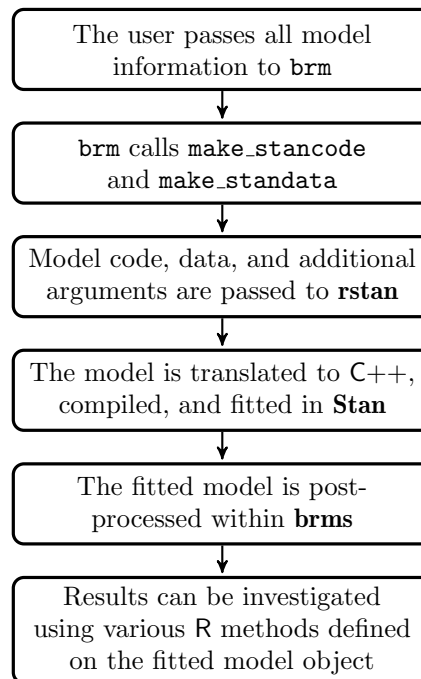 The user passes all model
information to brm
brm calls make_stancode
and make_standata
Model code, data, and additional
arguments are passed to rstan
The model is translated to C++,
compiled, and fitted in Stan
The fitted model is post-
processed within brms
Results can be investigated
using various R methods defined
on the fitted model object